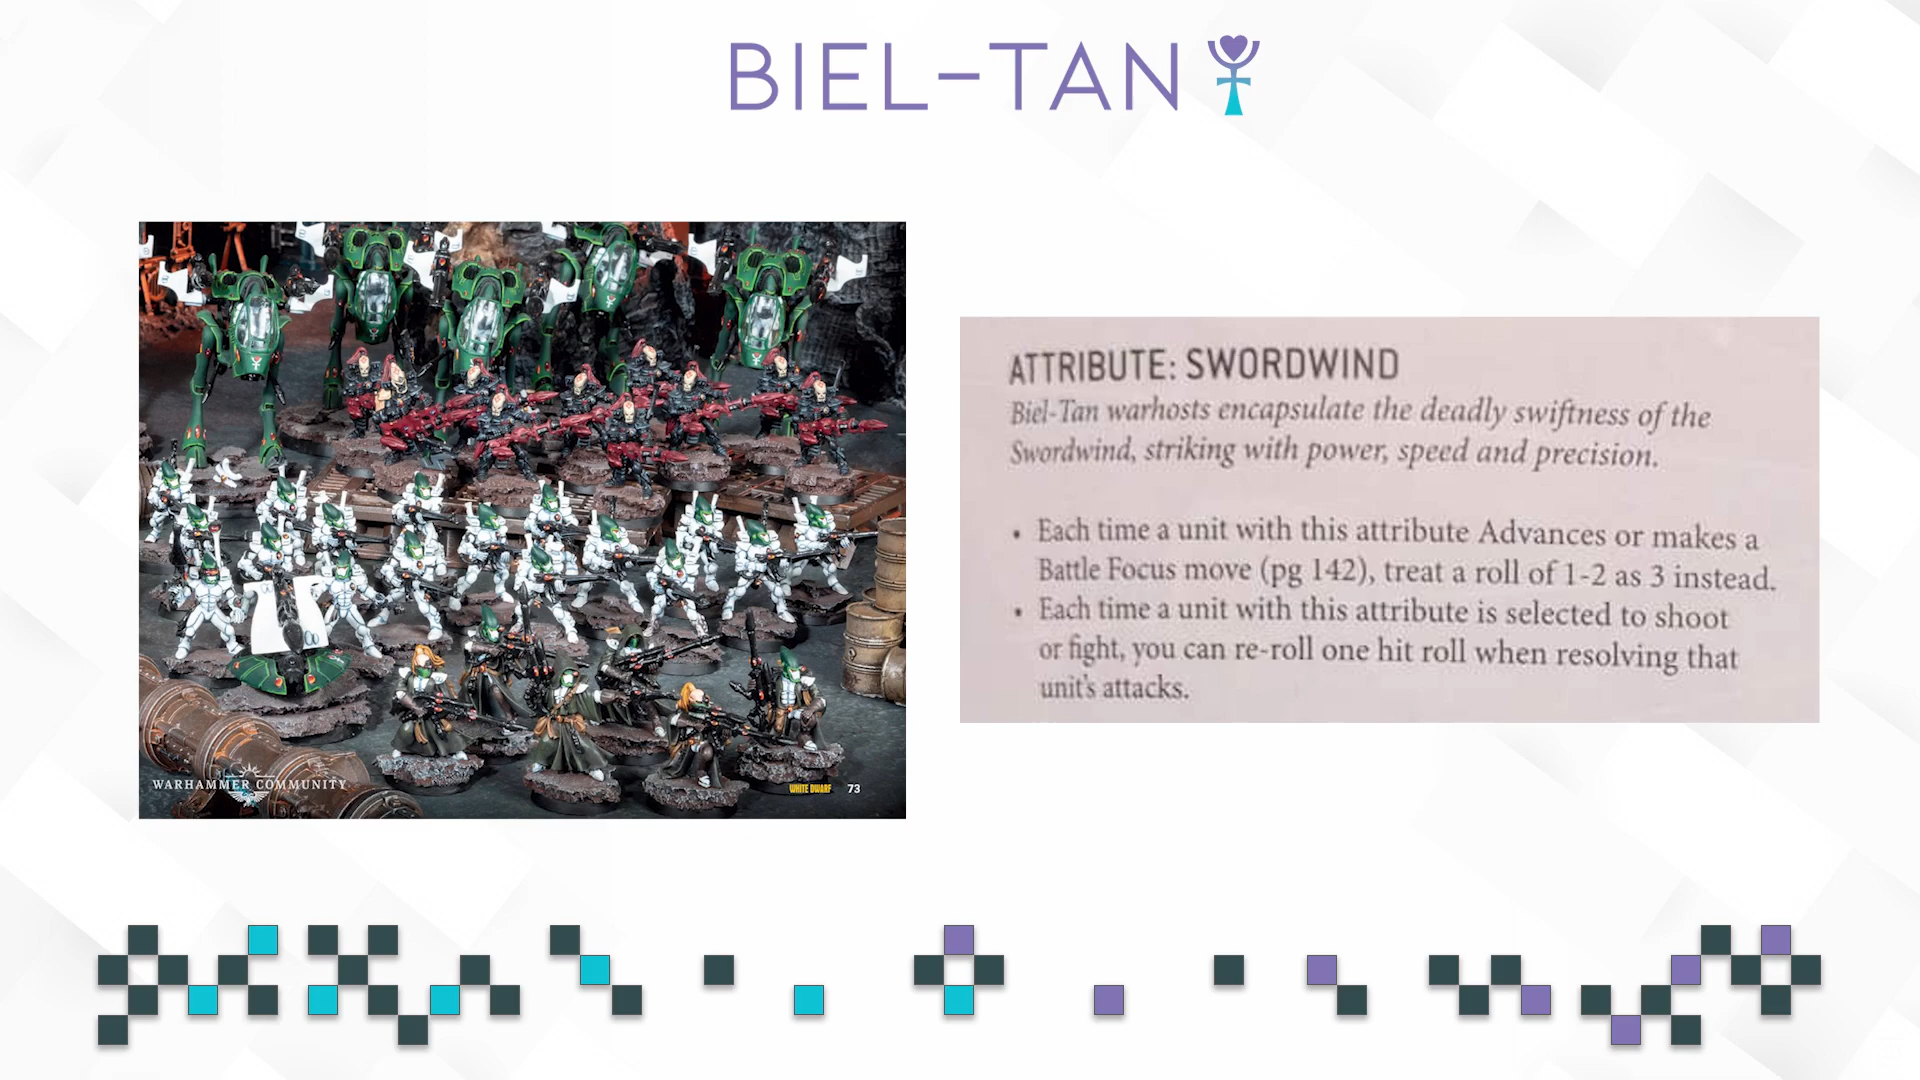 BIEL-TAN
WARHAMMER COMMUNITY
WHITE DWARF 73
ATTRIBUTE: SWORDWIND
Biel-Tan warhosts encapsulate the deadly swiftness of the
Swordwind, striking with power, speed and precision.
• Each time a unit with this attribute Advances or makes a
Battle Focus move (pg 142), treat a roll of 1-2 as 3 instead.
• Each time a unit with this attribute is selected to shoot
or fight, you can re-roll one hit roll when resolving that
unit's attacks.